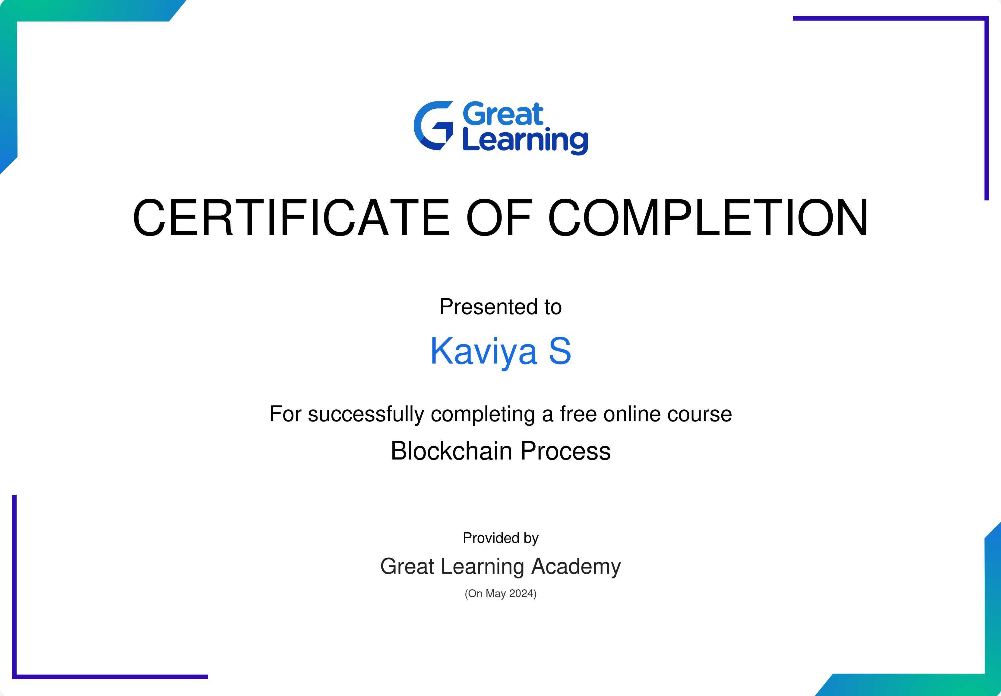 Great
Learning
CERTIFICATE OF COMPLETION
Presented to
Kaviya S
For successfully completing a free online course
Blockchain Process
Provided by
Great Learning Academy
(On May 2024)